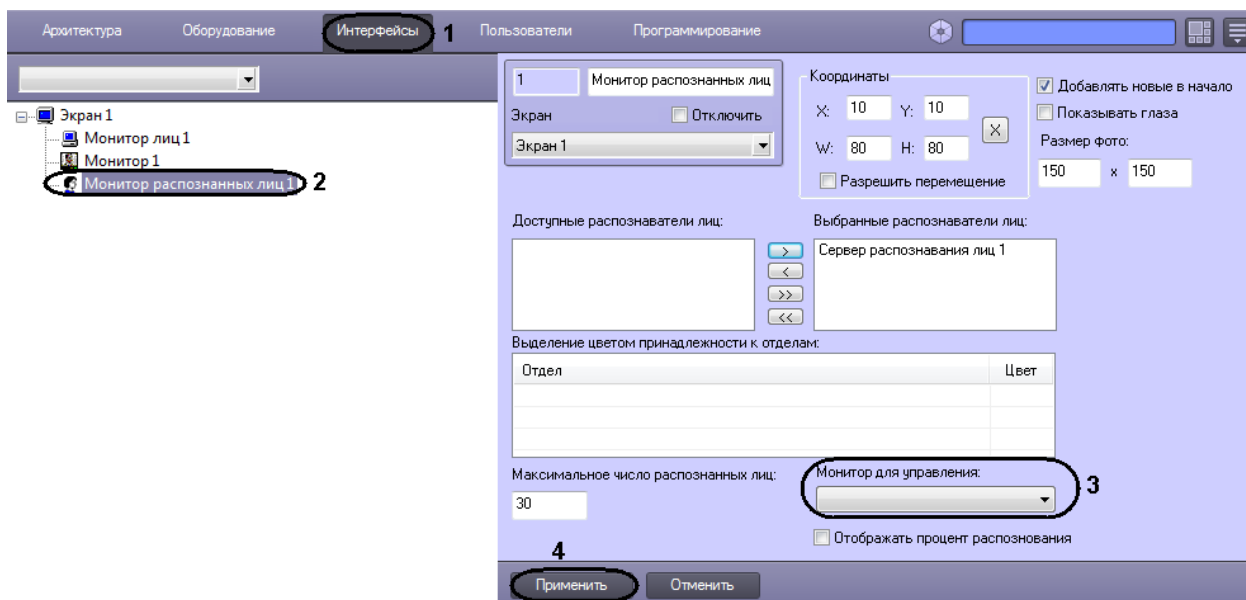 Архитектура Оборудование Интерфейсы 1 Пользователи Программирование
Экран 1
Монитор лиц 1
Монитор 1
Монитор распознанных лиц 1 2
1 Монитор распознанных лиц
Экран Отключить
Экран 1
Координаты
X: 10 Y: 10
W: 80 H: 80
X
Разрешить перемещение
Добавлять новые в начало
Показывать глаза
Размер фото:
150 x 150
Доступные распознаватели лиц:
Выбранные распознаватели лиц:
Сервер распознавания лиц 1
>
<
>>
<<
Выделение цветом принадлежности к отделам:
Отдел Цвет
Максимальное число распознанных лиц:
30
Монитор для управления:
3
Отображать процент распознования
4
Применить Отменить